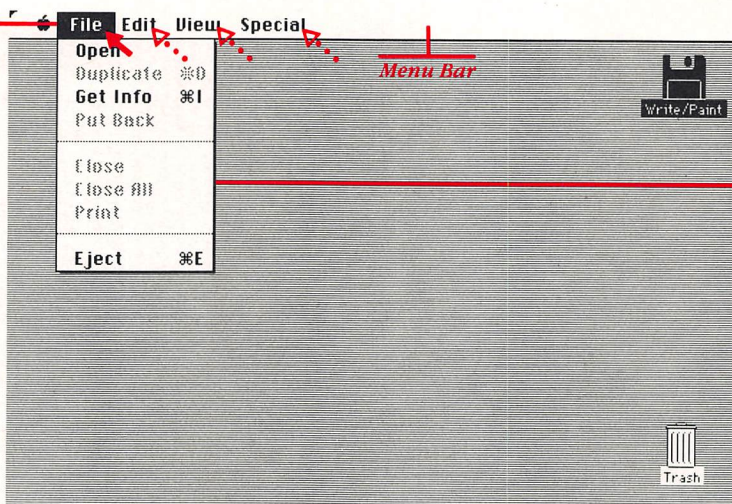 File Edit View Special
Menu Bar
Open
Duplicate ⌘D
Get Info ⌘I
Put Back
Close
Close All
Print
Eject ⌘E
Write/Paint
Trash